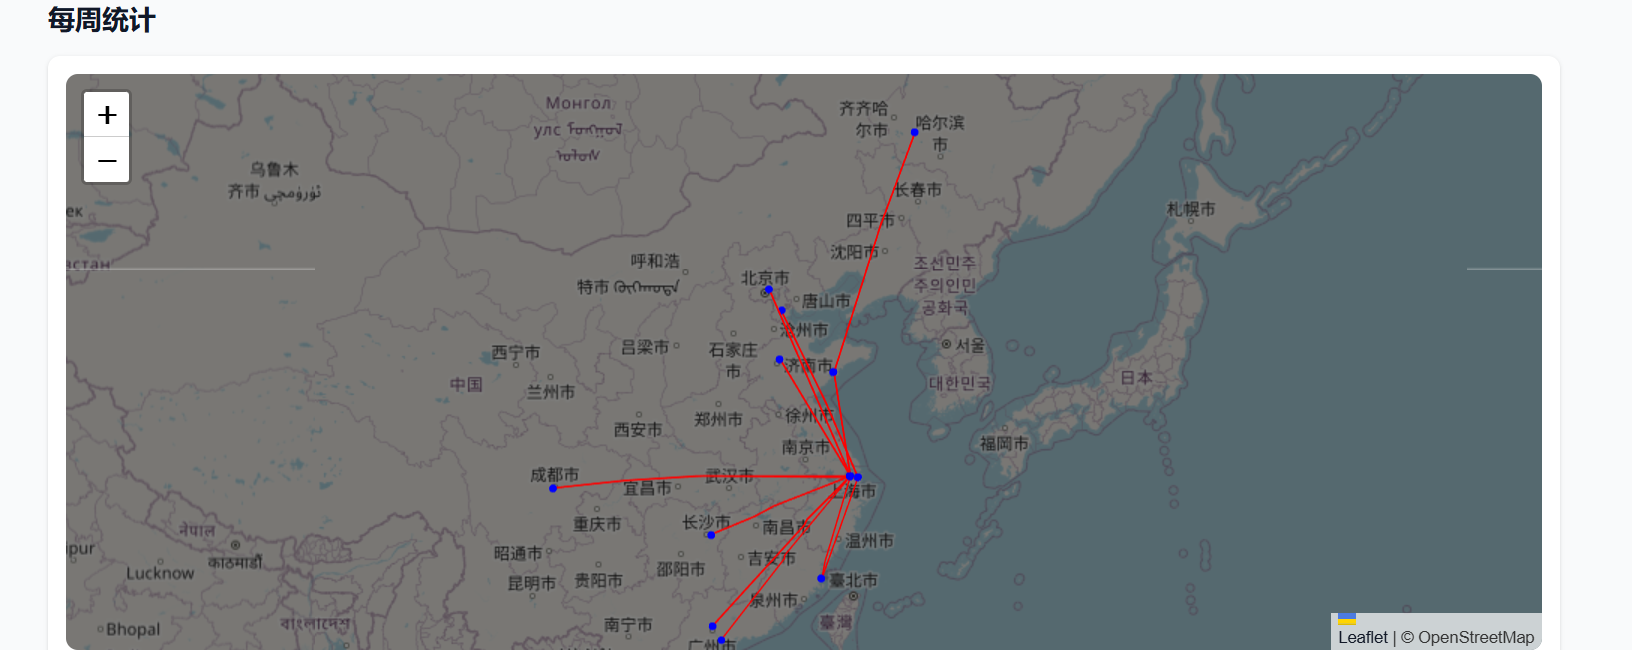 每周统计
+
−
Монгол
улс
齐齐哈
尔市
哈尔滨
市
乌鲁木
齐市 ئۈرۈمچى
长春市
ек
札幌市
四平市
沈阳市
呼和浩
特市
астан
조선민주
주의인민
공화국
北京市
唐山市
沧州市
서울
西宁市
吕梁市
石家庄
市
济南市
中国
兰州市
대한민국
日本
郑州市
徐州市
西安市
南京市
福岡市
成都市
武汉市
宜昌市
上海市
重庆市
长沙市
南昌市
नेपाल
温州市
ipur
काठमाडौँ
昭通市
吉安市
Lucknow
昆明市
贵阳市
邵阳市
臺北市
泉州市
Bhopal
বাংলাদেশ
南宁市
臺灣
广州市
Leaflet | © OpenStreetMap